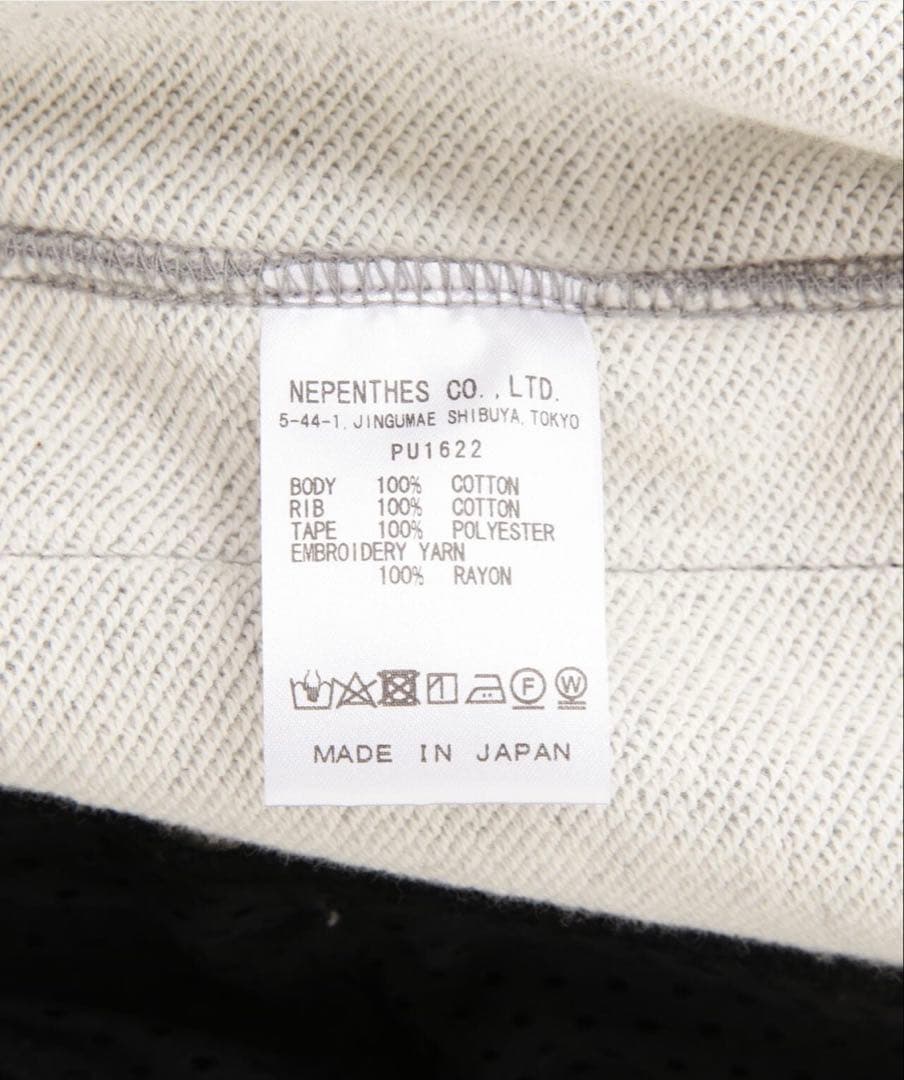 NEPENTHES CO., LTD.
5-44-1, JINGUMAE SHIBUYA, TOKYO
PU1622
BODY 100% COTTON
RIB 100% COTTON
TAPE 100% POLYESTER
EMBROIDERY YARN
100% RAYON
F W
MADE IN JAPAN